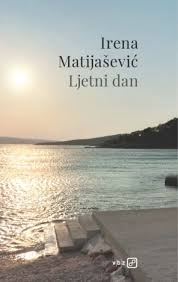 Irena
Matijašević
Ljetni dan
vbz